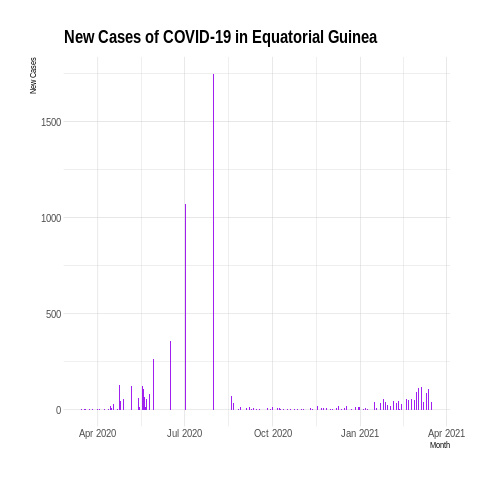 New Cases of COVID-19 in Equatorial Guinea
New Cases
1500
1000
500
0
Apr 2020 Jul 2020 Oct 2020 Jan 2021 Apr 2021
Month